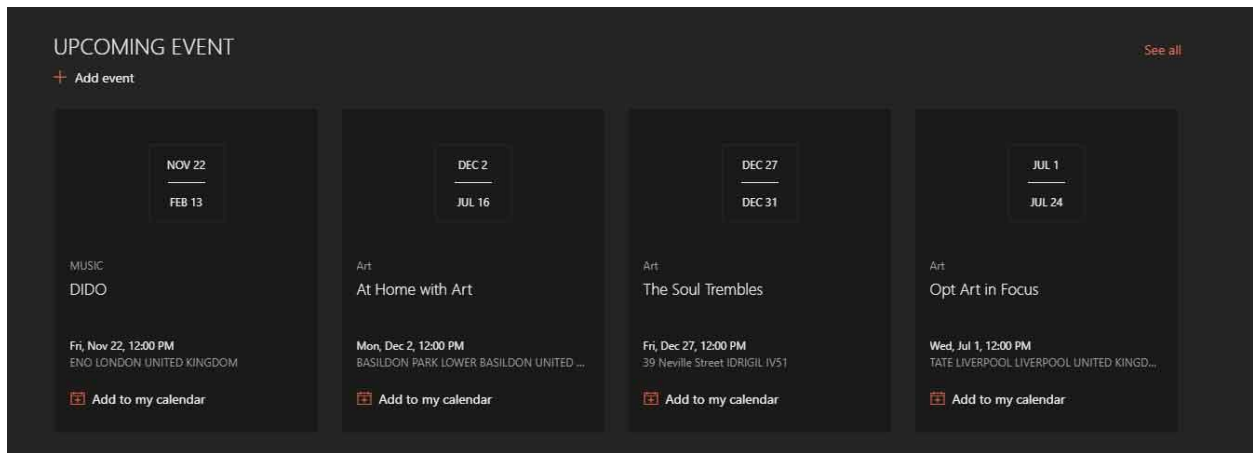 UPCOMING EVENT
See all
Add event
NOV 22
FEB 13
MUSIC
DIDO
Fri, Nov 22, 12:00 PM
ENO LONDON UNITED KINGDOM
Add to my calendar
DEC 2
JUL 16
Art
At Home with Art
Mon, Dec 2, 12:00 PM
BASILDON PARK LOWER BASILDON UNITED ...
Add to my calendar
DEC 27
DEC 31
Art
The Soul Trembles
Fri, Dec 27, 12:00 PM
39 Neville Street IDRIGIL IV51
Add to my calendar
JUL 1
JUL 24
Art
Opt Art in Focus
Wed, Jul 1, 12:00 PM
TATE LIVERPOOL LIVERPOOL UNITED KINGD...
Add to my calendar